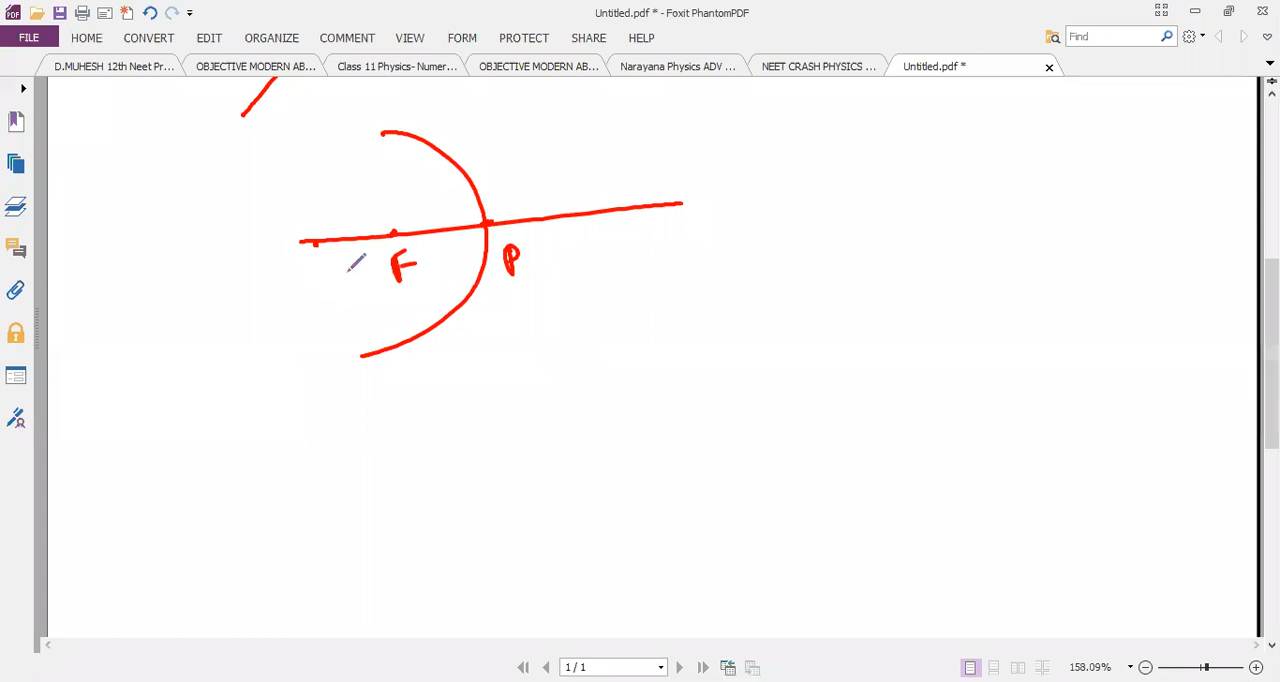 Untitled.pdf * - Foxit PhantomPDF
FILE HOME CONVERT EDIT ORGANIZE COMMENT VIEW FORM PROTECT SHARE HELP Find
D.MUHESH 12th Neet Pr... OBJECTIVE MODERN AB... Class 11 Physics- Numer... OBJECTIVE MODERN AB... Narayana Physics ADV ... NEET CRASH PHYSICS ... Untitled.pdf *
F P
1 / 1 158.09%